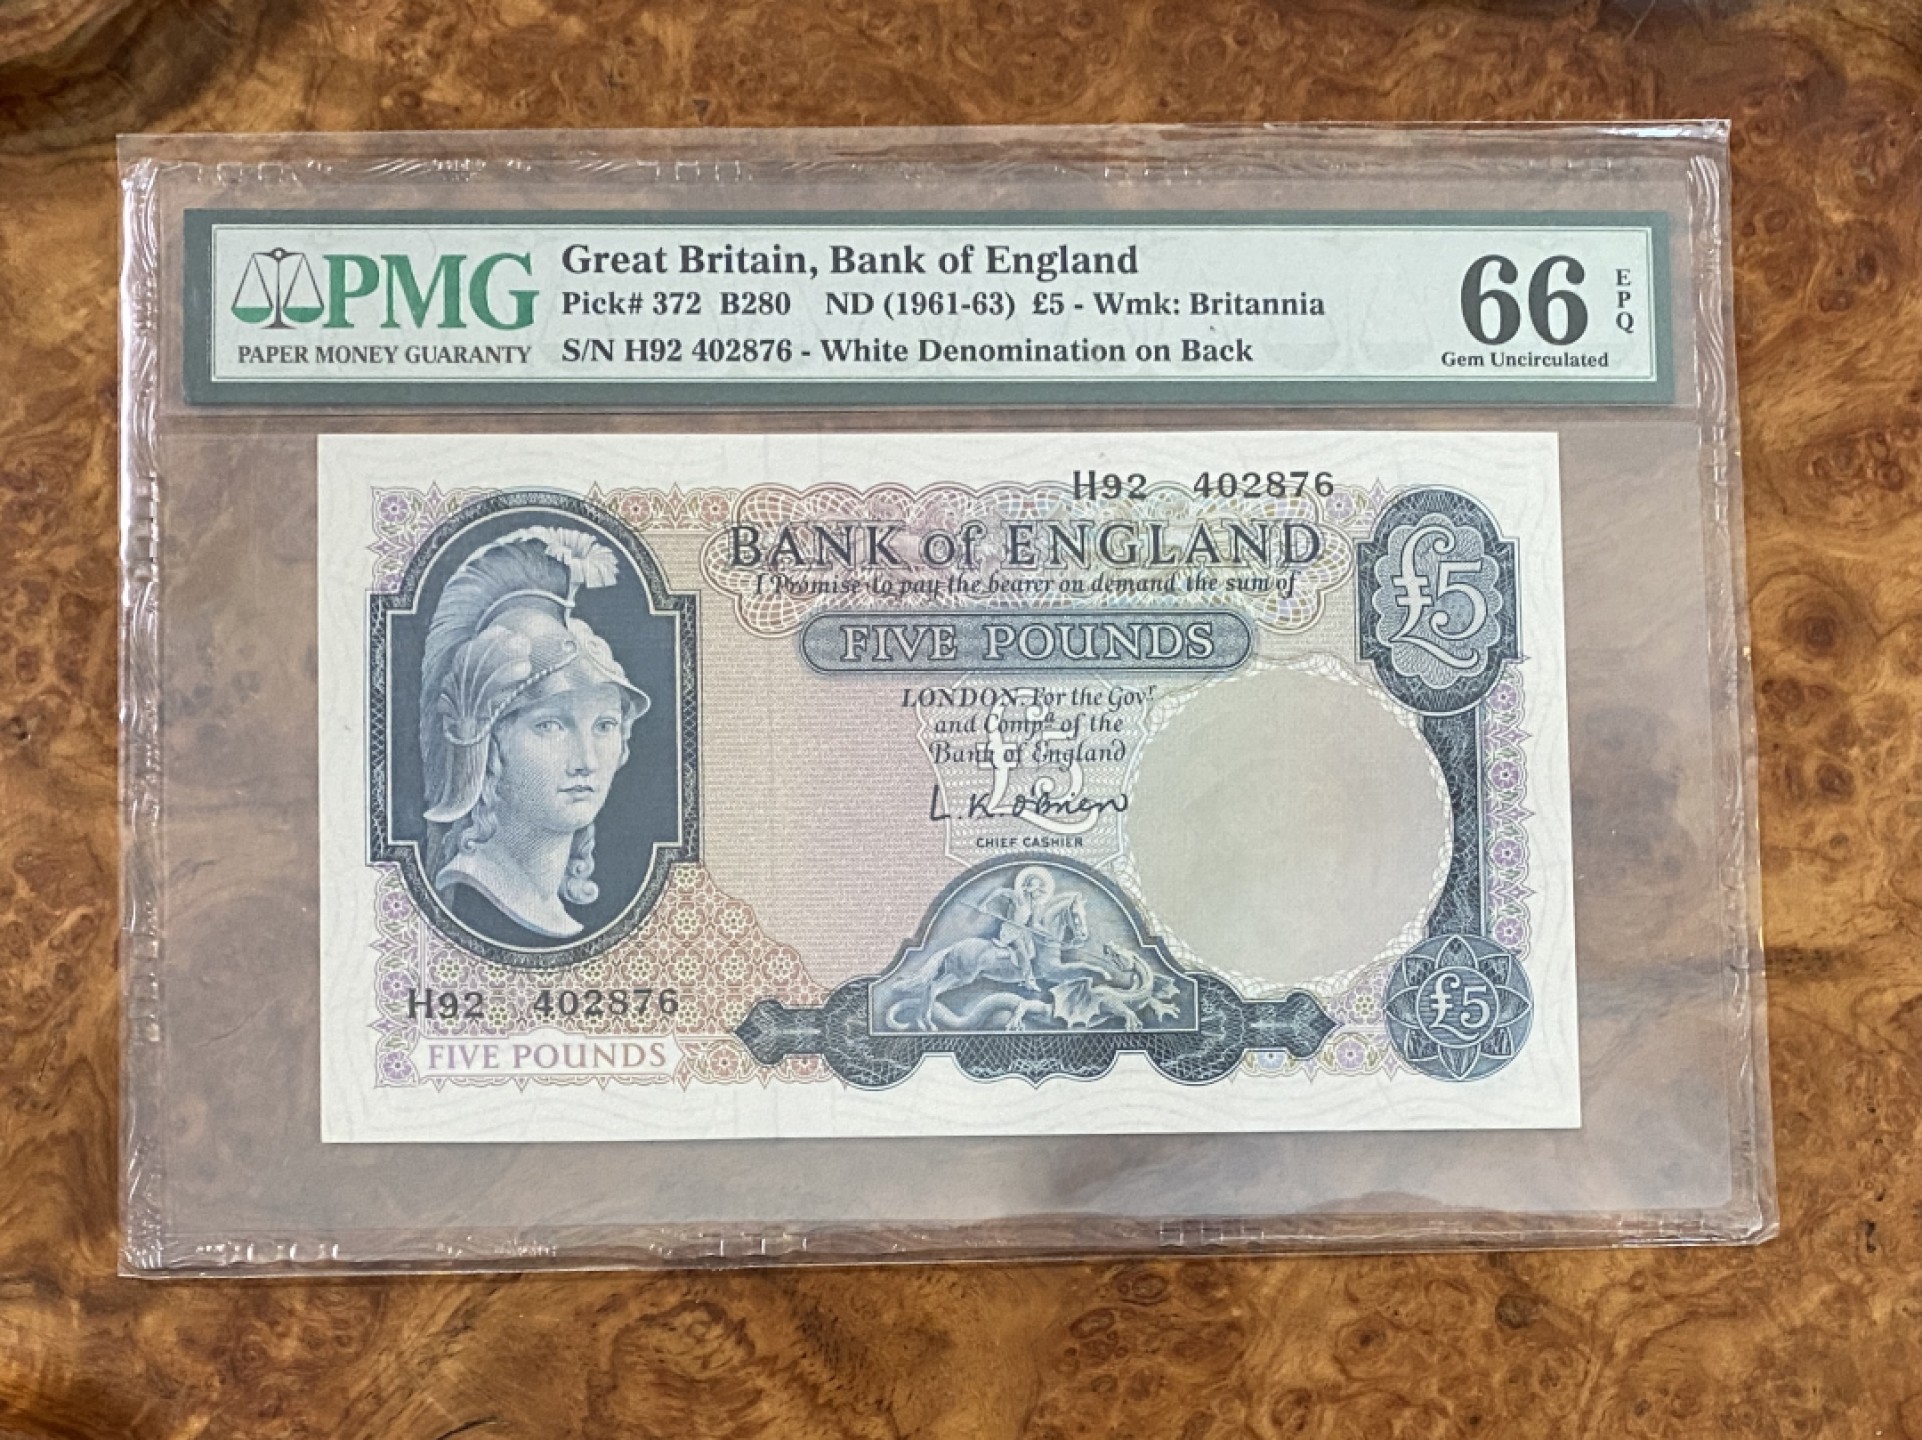 PMG
PAPER MONEY GUARANTY
Great Britain, Bank of England
Pick# 372 B280 ND (1961-63) £5 - Wmk: Britannia
S/N H92 402876 - White Denomination on Back
66
EPQ
Gem Uncirculated
H92 402876
BANK of ENGLAND
I Promise to pay the bearer on demand the sum of
FIVE POUNDS
£5
LONDON. For the Govr
and Compa of the
Bank of England
£5
L.K. O'Brien
CHIEF CASHIER
H92 402876
FIVE POUNDS
£5